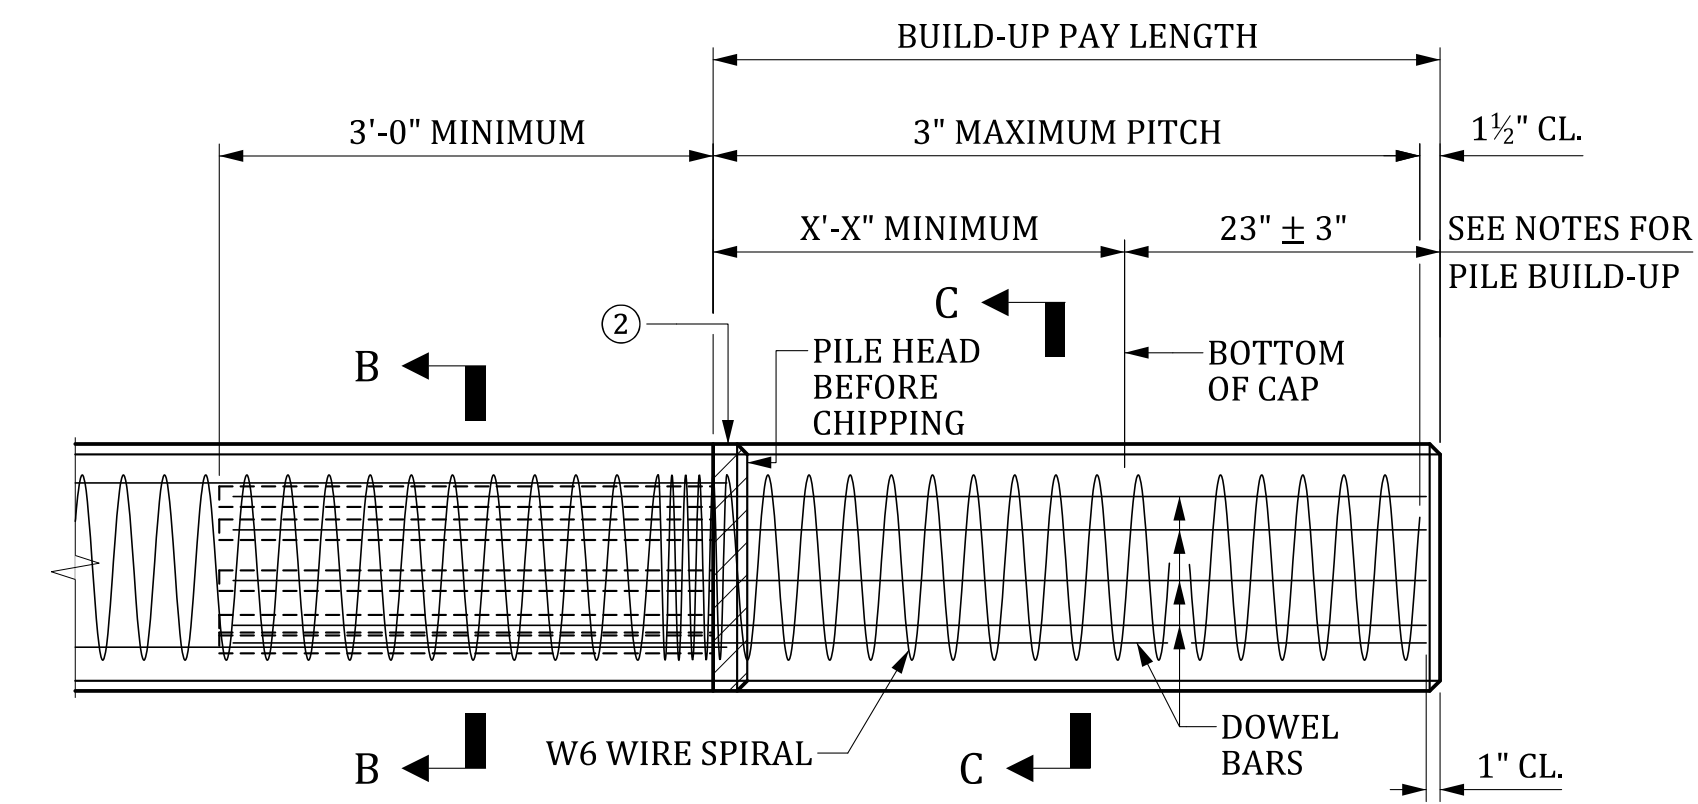 BUILD-UP PAY LENGTH
3'-0" MINIMUM
3" MAXIMUM PITCH
1½" CL.
X'-X" MINIMUM
23" ± 3"
SEE NOTES FOR
PILE BUILD-UP
C
2
PILE HEAD
BEFORE
CHIPPING
BOTTOM
OF CAP
B
W6 WIRE SPIRAL
DOWEL
BARS
B
C
1" CL.